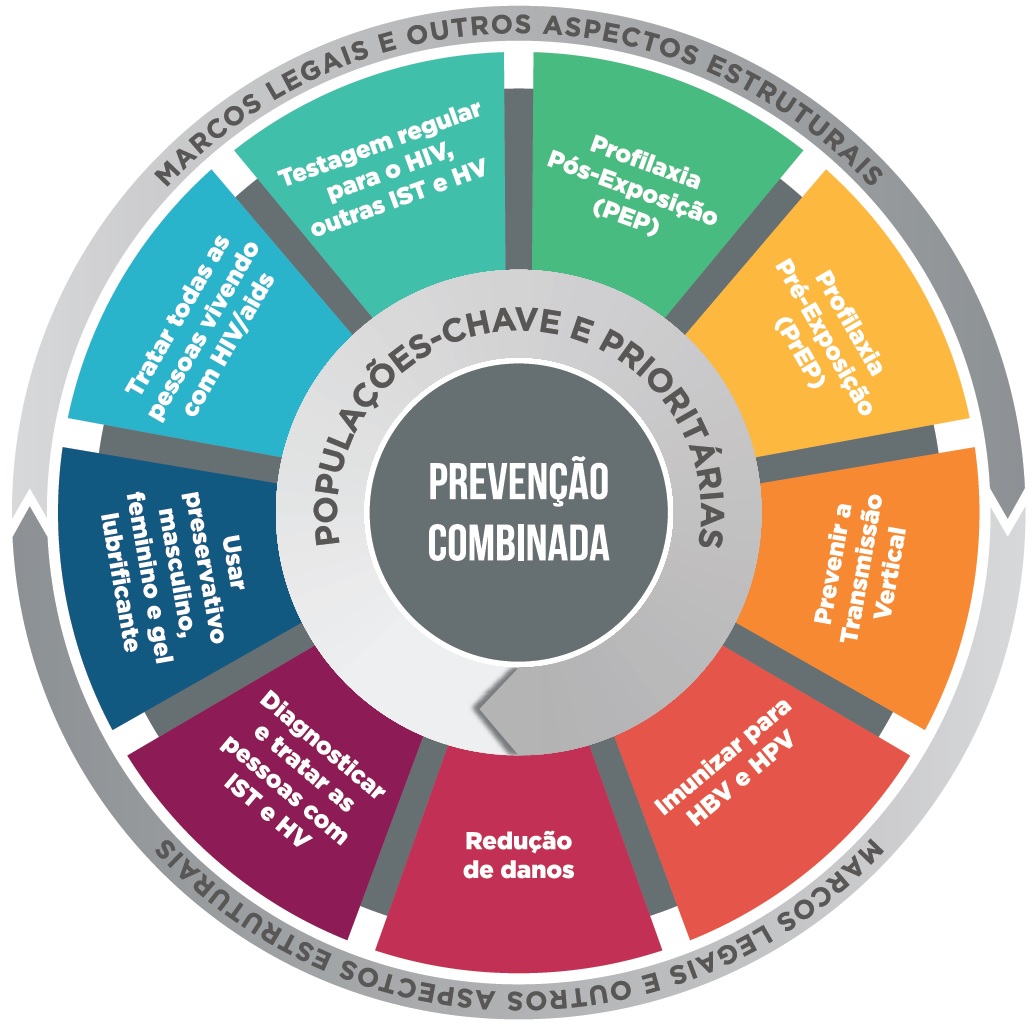 MARCOS LEGAIS E OUTROS ASPECTOS ESTRUTURAIS
Testagem regular
para o HIV,
outras IST e HV
Profilaxia
Pós-Exposição
(PEP)
Profilaxia
Pré-Exposição
(PrEP)
Prevenir a
Transmissão
Vertical
Imunizar para
HBV e HPV
Redução
de danos
Diagnosticar
e tratar as
pessoas com
IST e HV
Usar
preservativo
masculino,
feminino e gel
lubrificante
Tratar todas as
pessoas vivendo
com HIV/aids
POPULAÇÕES-CHAVE E PRIORITÁRIAS
PREVENÇÃO
COMBINADA
MARCOS LEGAIS E OUTROS ASPECTOS ESTRUTURAIS